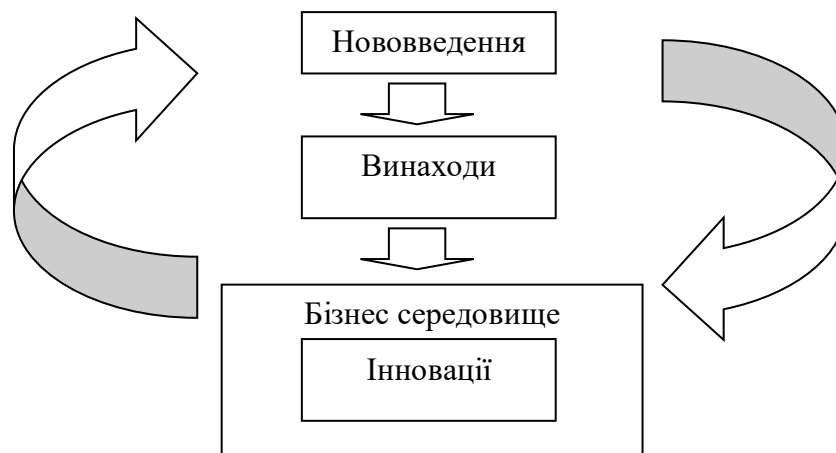 Нововведення
Винаходи
Бізнес середовище
Інновації